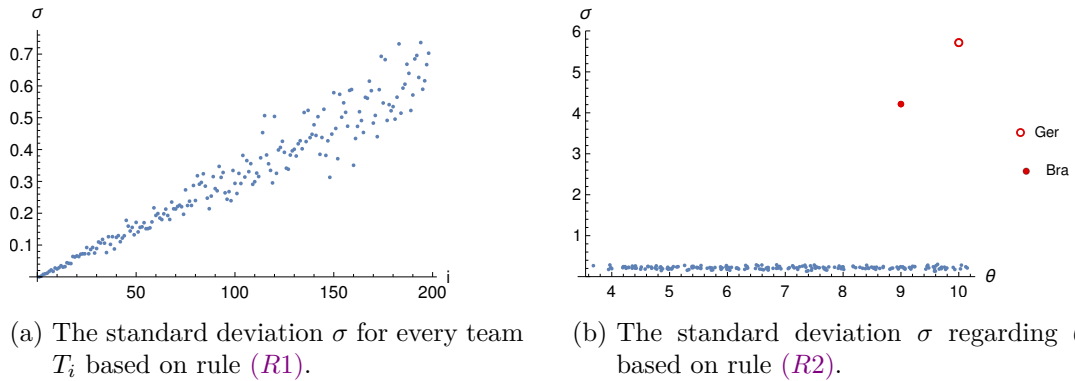 σ
0.7
0.6
0.5
0.4
0.3
0.2
0.1
50 100 150 200
i
(a) The standard deviation σ for every team
T_i based on rule (R1).
σ
6
5
4
3
2
1
4 5 6 7 8 9 10
θ
Ger
Bra
(b) The standard deviation σ regarding
based on rule (R2).